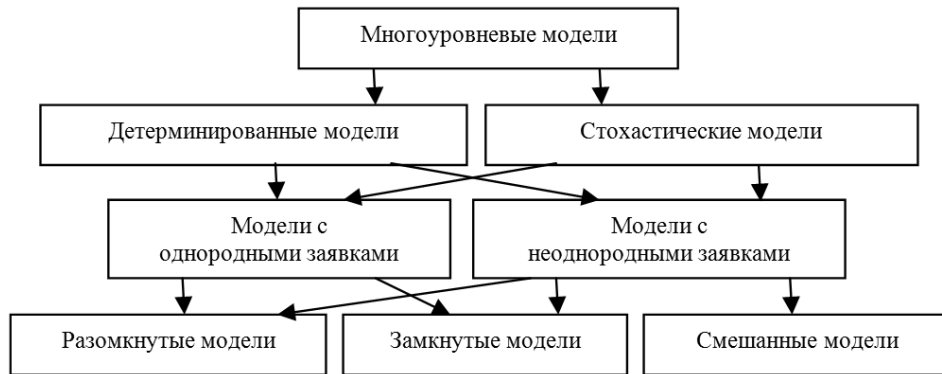 Многоуровневые модели
Детерминированные модели
Стохастические модели
Модели с
однородными заявками
Модели с
неоднородными заявками
Разомкнутые модели
Замкнутые модели
Смешанные модели